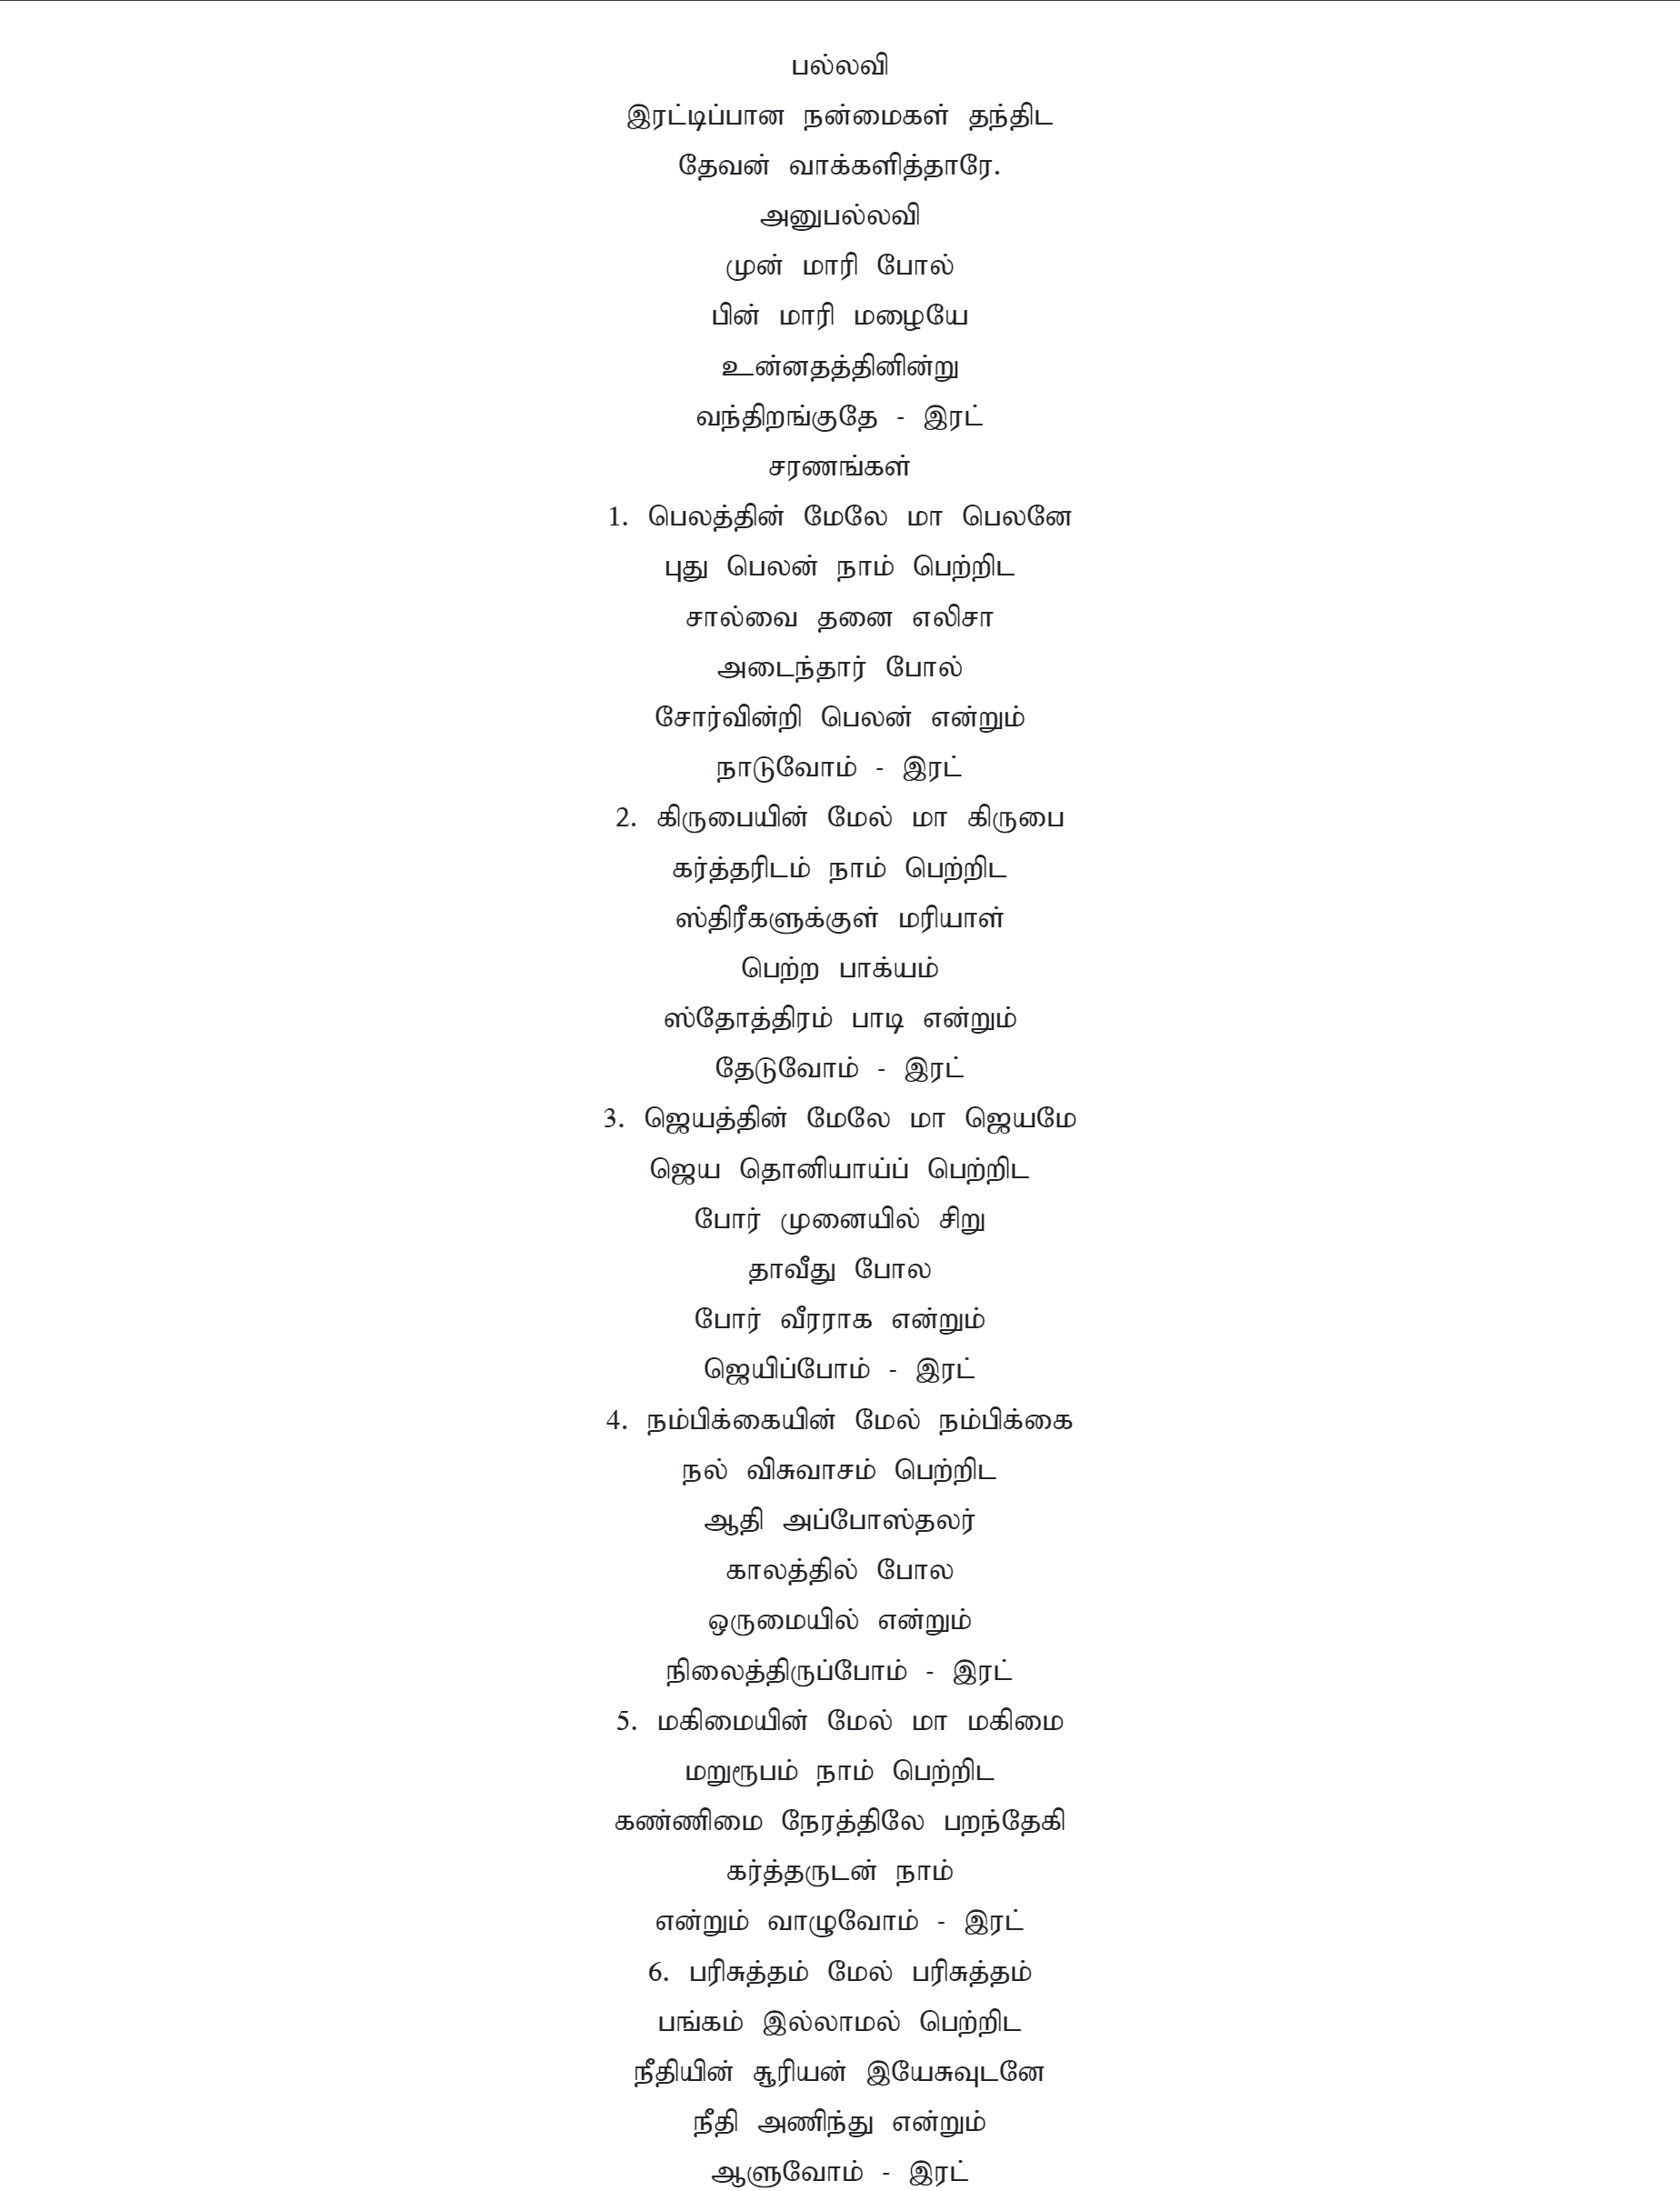 பல்லவி
இரட்டிப்பான நன்மைகள் தந்திட
தேவன் வாக்களித்தாரே.
அனுபல்லவி
முன் மாரி போல்
பின் மாரி மழையே
உன்னதத்தினின்று
வந்திறங்குதே - இரட்
சரணங்கள்
1. பெலத்தின் மேலே மா பெலனே
புது பெலன் நாம் பெற்றிட
சால்வை தனை எலிசா
அடைந்தார் போல்
சோர்வின்றி பெலன் என்றும்
நாடுவோம் - இரட்
2. கிருபையின் மேல் மா கிருபை
கர்த்தரிடம் நாம் பெற்றிட
ஸ்திரீகளுக்குள் மரியாள்
பெற்ற பாக்யம்
ஸ்தோத்திரம் பாடி என்றும்
தேடுவோம் - இரட்
3. ஜெயத்தின் மேலே மா ஜெயமே
ஜெய தொனியாய்ப் பெற்றிட
போர் முனையில் சிறு
தாவீது போல
போர் வீரராக என்றும்
ஜெயிப்போம் - இரட்
4. நம்பிக்கையின் மேல் நம்பிக்கை
நல் விசுவாசம் பெற்றிட
ஆதி அப்போஸ்தலர்
காலத்தில் போல
ஒருமையில் என்றும்
நிலைத்திருப்போம் - இரட்
5. மகிமையின் மேல் மா மகிமை
மறுரூபம் நாம் பெற்றிட
கண்ணிமை நேரத்திலே பறந்தேகி
கர்த்தருடன் நாம்
என்றும் வாழுவோம் - இரட்
6. பரிசுத்தம் மேல் பரிசுத்தம்
பங்கம் இல்லாமல் பெற்றிட
நீதியின் சூரியன் இயேசுவுடனே
நீதி அணிந்து என்றும்
ஆளுவோம் - இரட்